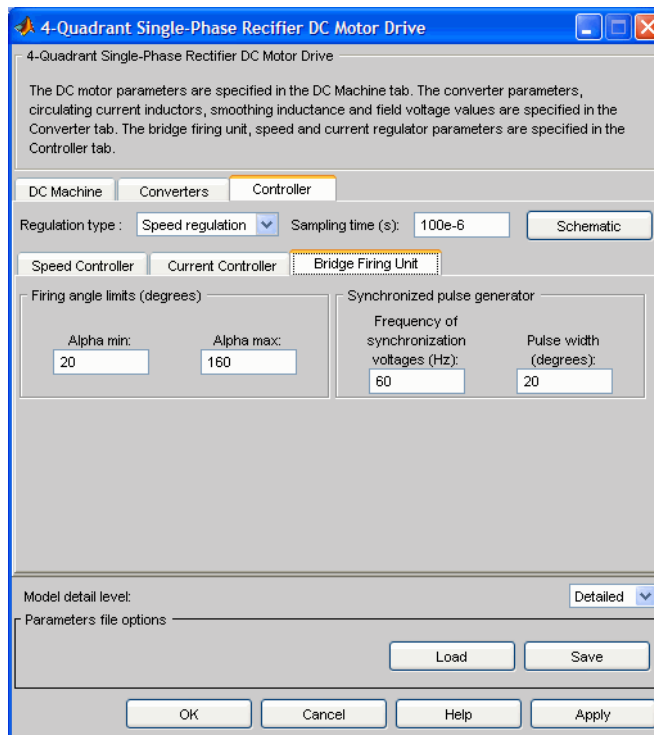 4-Quadrant Single-Phase Recifier DC Motor Drive
4-Quadrant Single-Phase Rectifier DC Motor Drive
The DC motor parameters are specified in the DC Machine tab. The converter parameters,
circulating current inductors, smoothing inductance and field voltage values are specified in the
Converter tab. The bridge firing unit, speed and current regulator parameters are specified in the
Controller tab.
DC Machine Converters Controller
Regulation type : Speed regulation Sampling time (s): 100e-6 Schematic
Speed Controller Current Controller Bridge Firing Unit
Firing angle limits (degrees)
Alpha min:
20
Alpha max:
160
Synchronized pulse generator
Frequency of
synchronization
voltages (Hz):
60
Pulse width
(degrees):
20
Model detail level: Detailed
Parameters file options
Load Save
OK Cancel Help Apply